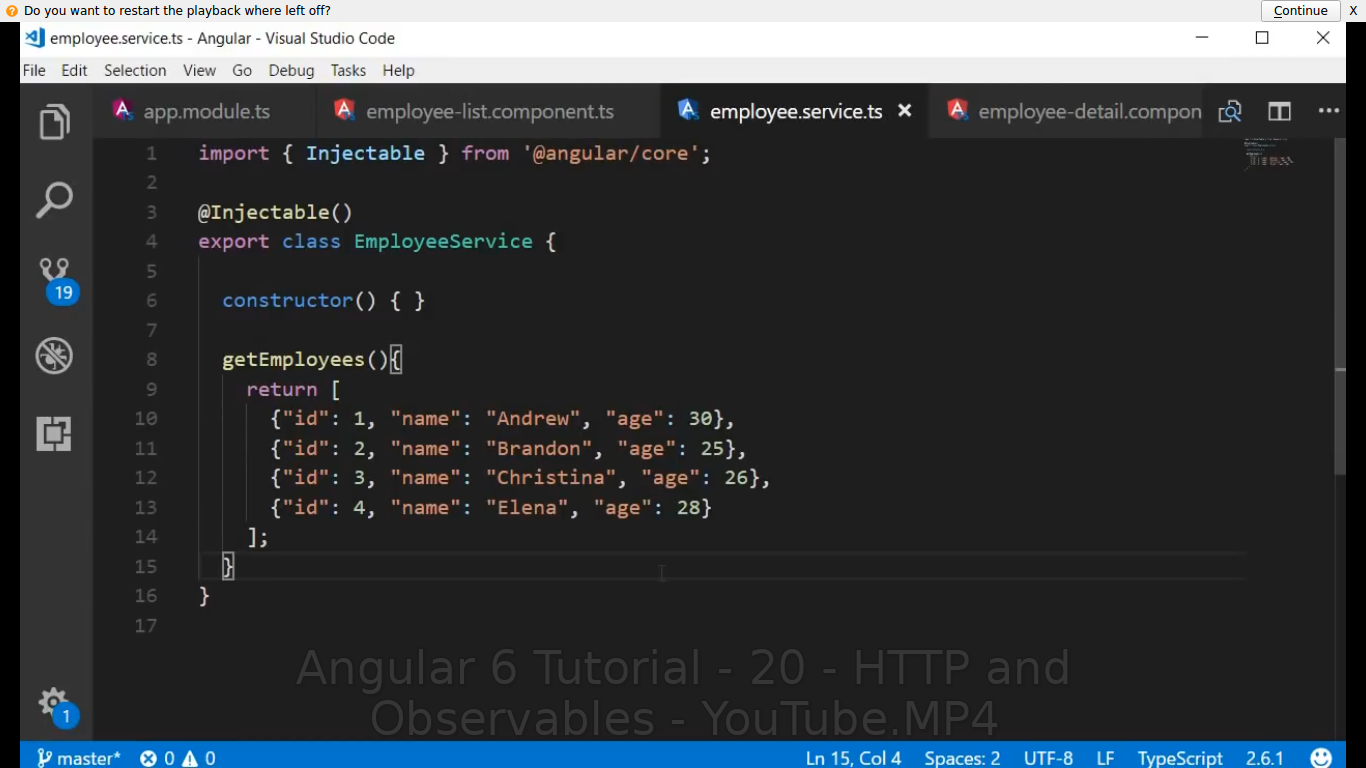 Do you want to restart the playback where left off? Continue X
employee.service.ts - Angular - Visual Studio Code
File Edit Selection View Go Debug Tasks Help
app.module.ts employee-list.component.ts employee.service.ts employee-detail.compon
1 import { Injectable } from '@angular/core';
2
3 @Injectable()
4 export class EmployeeService {
5
6 constructor() { }
7
8 getEmployees(){
9 return [
10 {"id": 1, "name": "Andrew", "age": 30},
11 {"id": 2, "name": "Brandon", "age": 25},
12 {"id": 3, "name": "Christina", "age": 26},
13 {"id": 4, "name": "Elena", "age": 28}
14 ];
15 }
16 }
17
19
Angular 6 Tutorial - 20 - HTTP and
Observables - YouTube.MP4
1
master* 0 0 Ln 15, Col 4 Spaces: 2 UTF-8 LF TypeScript 2.6.1